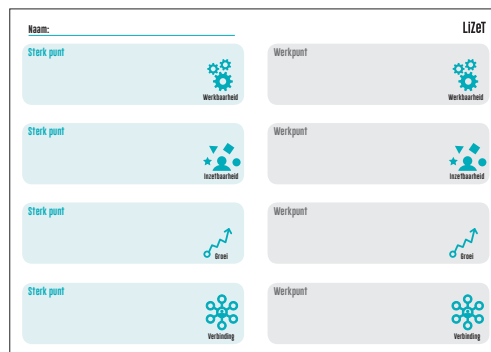 Naam:
LiZeT
Sterk punt
Werkbaarheid
Werkpunt
Werkbaarheid
Sterk punt
Inzetbaarheid
Werkpunt
Inzetbaarheid
Sterk punt
Groei
Werkpunt
Groei
Sterk punt
Verbinding
Werkpunt
Verbinding